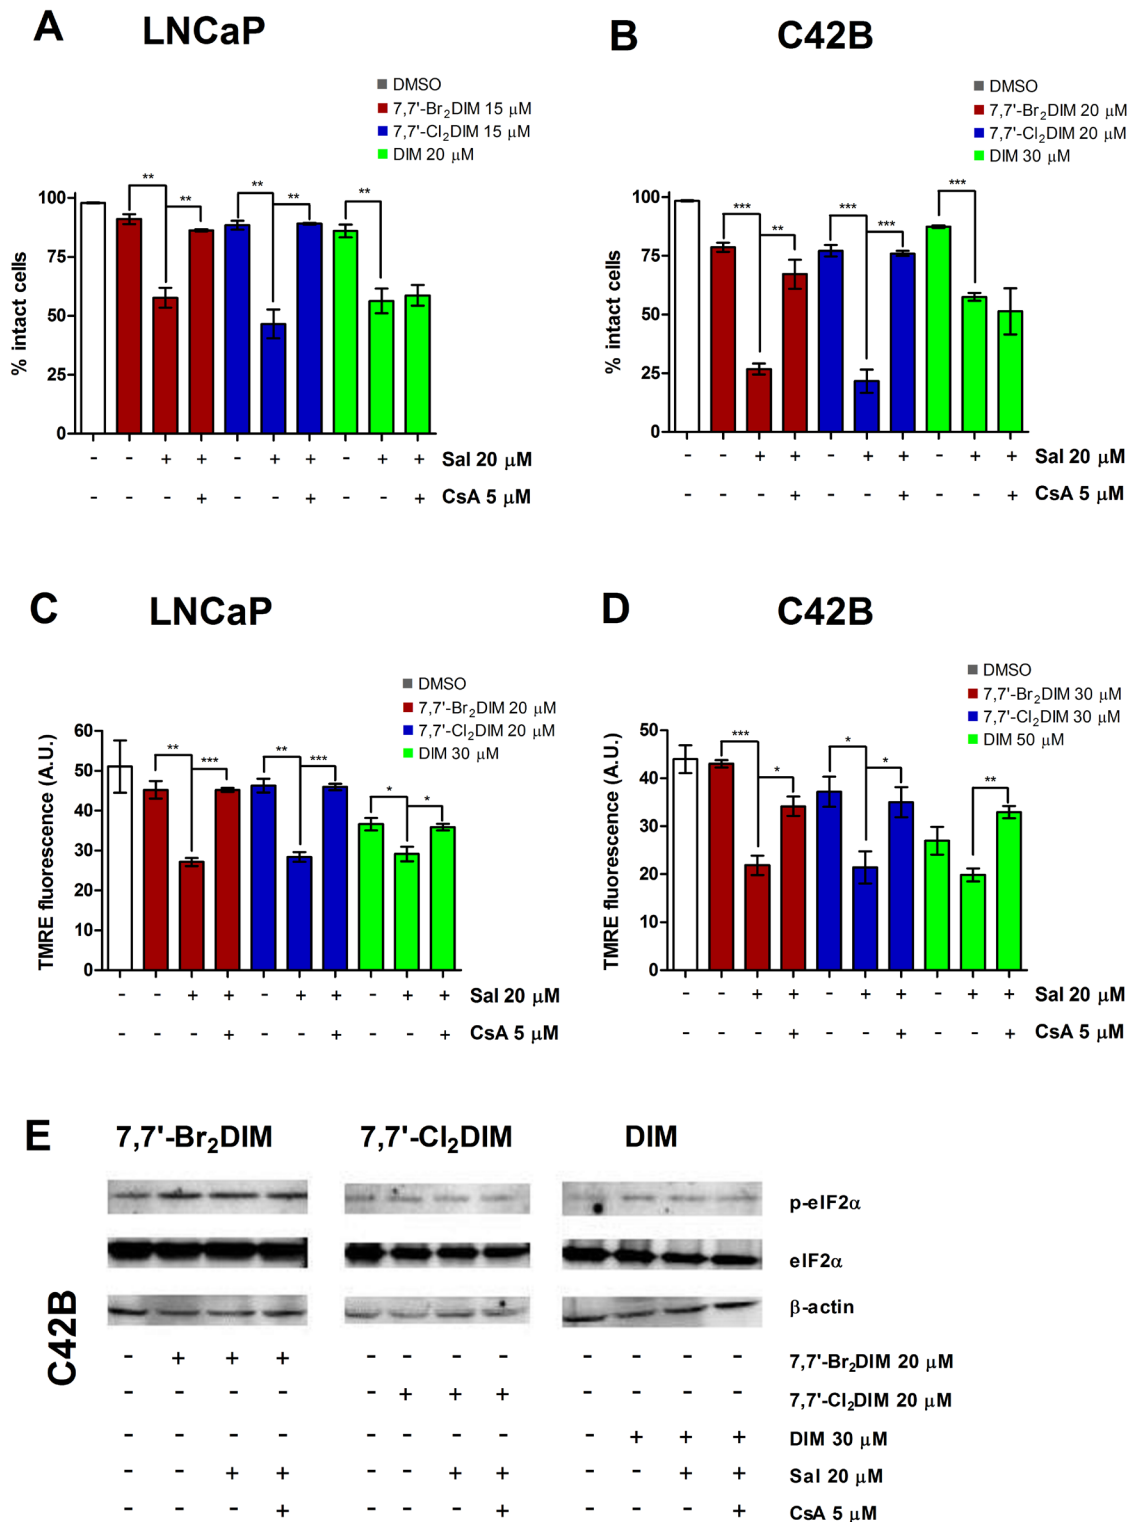 A LNCaP
DMSO
7,7'-Br₂DIM 15 μM
7,7'-Cl₂DIM 15 μM
DIM 20 μM
% intact cells
100
75
50
25
0
** ** ** ** **
- - + + - + + - + + Sal 20 μM
- - - + - - + - - + CsA 5 μM
B C42B
DMSO
7,7'-Br₂DIM 20 μM
7,7'-Cl₂DIM 20 μM
DIM 30 μM
% intact cells
100
75
50
25
0
*** ** *** *** ***
- - + + - + + - + + Sal 20 μM
- - - + - - + - - + CsA 5 μM
C LNCaP
DMSO
7,7'-Br₂DIM 20 μM
7,7'-Cl₂DIM 20 μM
DIM 30 μM
TMRE fluorescence (A.U.)
60
50
40
30
20
10
0
** *** ** *** * *
- - + + - + + - + + Sal 20 μM
- - - + - - + - - + CsA 5 μM
D C42B
DMSO
7,7'-Br₂DIM 30 μM
7,7'-Cl₂DIM 30 μM
DIM 50 μM
TMRE fluorescence (A.U.)
50
40
30
20
10
0
*** * * * **
- - + + - + + - + + Sal 20 μM
- - - + - - + - - + CsA 5 μM
E 7,7'-Br₂DIM 7,7'-Cl₂DIM DIM
p-eIF2α
eIF2α
β-actin
C42B
- + + + - - - - - - - - 7,7'-Br₂DIM 20 μM
- - - - - + + + - - - - 7,7'-Cl₂DIM 20 μM
- - - - - - - - - + + + DIM 30 μM
- - + + - - + + - - + + Sal 20 μM
- - - + - - - + - - - + CsA 5 μM